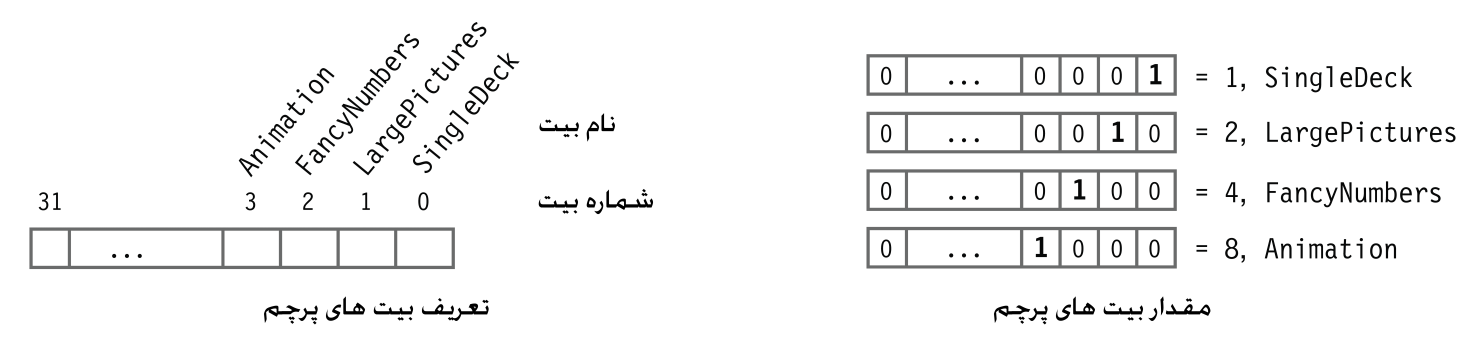 Animation
FancyNumbers
LargePictures
SingleDeck
نام بیت
31 3 2 1 0 شماره بیت
...
تعریف بیت های پرچم
0 ... 0 0 0 1 = 1, SingleDeck
0 ... 0 0 1 0 = 2, LargePictures
0 ... 0 1 0 0 = 4, FancyNumbers
0 ... 1 0 0 0 = 8, Animation
مقدار بیت های پرچم